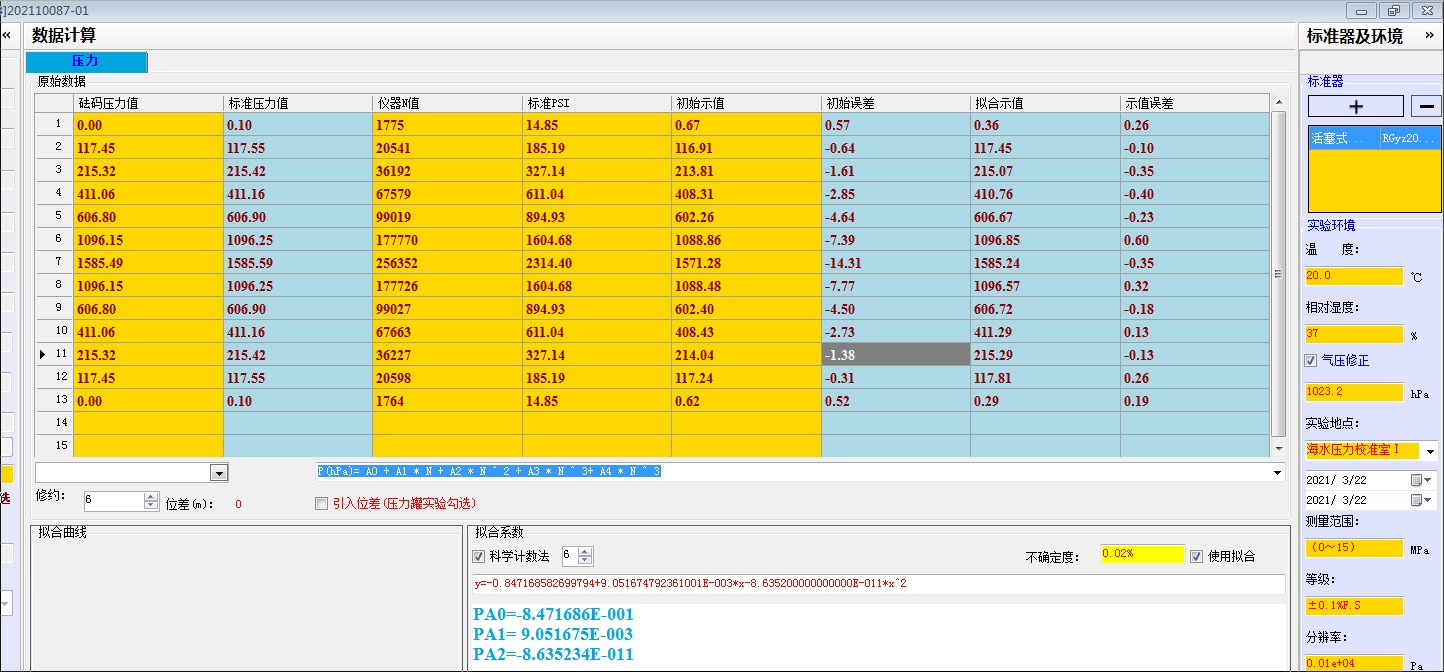 ]202110087-01
«
数据计算
标准器及环境 »
压力
原始数据
砝码压力值 标准压力值 仪器N值 标准PSI 初始示值 初始误差 拟合示值 示值误差
1 0.00 0.10 1775 14.85 0.67 0.57 0.36 0.26
2 117.45 117.55 20541 185.19 116.91 -0.64 117.45 -0.10
3 215.32 215.42 36192 327.14 213.81 -1.61 215.07 -0.35
4 411.06 411.16 67579 611.04 408.31 -2.85 410.76 -0.40
5 606.80 606.90 99019 894.93 602.26 -4.64 606.67 -0.23
6 1096.15 1096.25 177770 1604.68 1088.86 -7.39 1096.85 0.60
7 1585.49 1585.59 256352 2314.40 1571.28 -14.31 1585.24 -0.35
8 1096.15 1096.25 177726 1604.68 1088.48 -7.77 1096.57 0.32
9 606.80 606.90 99027 894.93 602.40 -4.50 606.72 -0.18
10 411.06 411.16 67663 611.04 408.43 -2.73 411.29 0.13
11 215.32 215.42 36227 327.14 214.04 -1.38 215.29 -0.13
12 117.45 117.55 20598 185.19 117.24 -0.31 117.81 0.26
13 0.00 0.10 1764 14.85 0.62 0.52 0.29 0.19
14
15
P(hPa)= A0 + A1 * N + A2 * N ^ 2 + A3 * N ^ 3+ A4 * N ^ 3
修约: 6 位差(m): 0 引入位差(压力罐实验勾选)
选
拟合曲线
拟合系数
科学计数法 6 不确定度: 0.02% 使用拟合
y=-0.847168582699794+9.051674792361001E-003*x-8.635200000000000E-011*x^2
PA0=-8.471686E-001
PA1= 9.051675E-003
PA2=-8.635234E-011
标准器
+ −
活塞式... RGyz20...
实验环境
温 度:
20.0 ℃
相对湿度:
37 %
气压修正
1023.2 hPa
实验地点:
海水压力校准室Ⅰ
2021/ 3/22
2021/ 3/22
测量范围:
(0～15) MPa
等级:
±0.1%F.S
分辨率:
0.01e+04 Pa